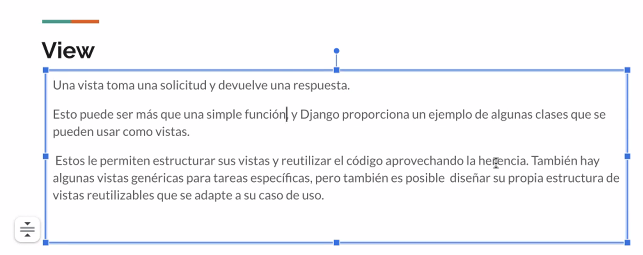 View
Una vista toma una solicitud y devuelve una respuesta.
Esto puede ser más que una simple función, y Django proporciona un ejemplo de algunas clases que se
pueden usar como vistas.
Estos le permiten estructurar sus vistas y reutilizar el código aprovechando la herencia. También hay
algunas vistas genéricas para tareas específicas, pero también es posible  diseñar su propia estructura de
vistas reutilizables que se adapte a su caso de uso.